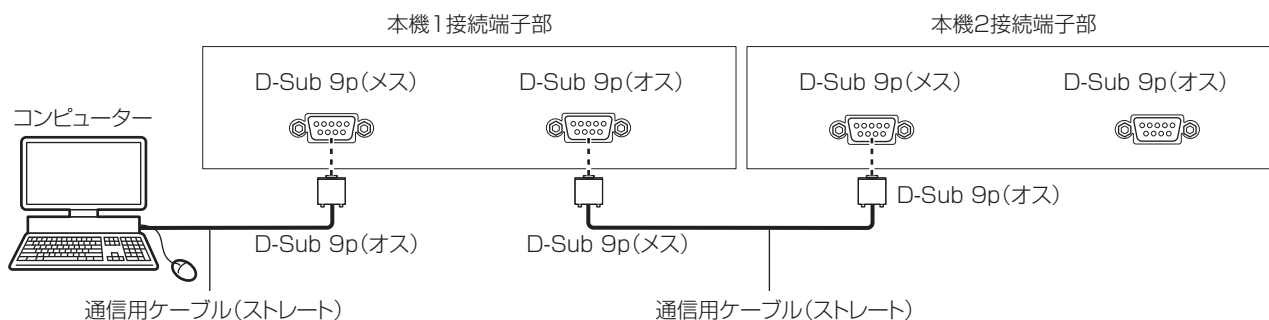 本機1接続端子部
本機2接続端子部
D-Sub 9p(メス)
D-Sub 9p(オス)
D-Sub 9p(メス)
D-Sub 9p(オス)
コンピューター
D-Sub 9p(オス)
D-Sub 9p(オス)
D-Sub 9p(メス)
通信用ケーブル(ストレート)
通信用ケーブル(ストレート)